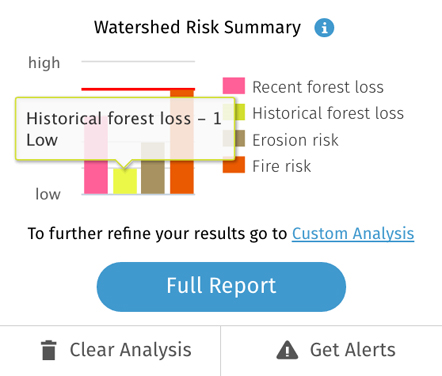 Watershed Risk Summary i
high
Recent forest loss
Historical forest loss – 1
Low
Historical forest loss
Erosion risk
Fire risk
low
To further refine your results go to Custom Analysis
Full Report
Clear Analysis
Get Alerts